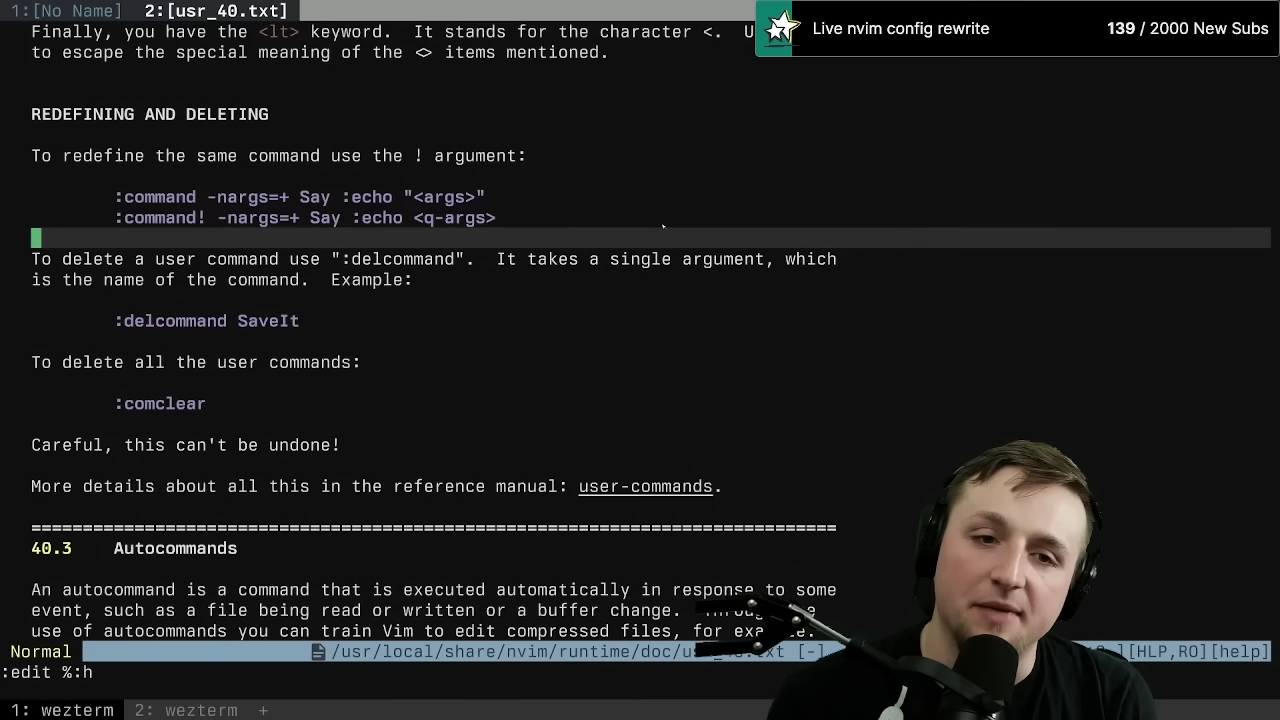 1:[No Name]  2:[usr_40.txt]
Live nvim config rewrite 139 / 2000 New Subs
Finally, you have the <lt> keyword.  It stands for the character <.
to escape the special meaning of the <> items mentioned.
REDEFINING AND DELETING
To redefine the same command use the ! argument:
:command -nargs=+ Say :echo "<args>"
:command! -nargs=+ Say :echo <q-args>
To delete a user command use ":delcommand".  It takes a single argument, which
is the name of the command.  Example:
:delcommand SaveIt
To delete all the user commands:
:comclear
Careful, this can't be undone!
More details about all this in the reference manual: user-commands.
==============================================================================
40.3    Autocommands
An autocommand is a command that is executed automatically in response to some
event, such as a file being read or written or a buffer change.
use of autocommands you can train Vim to edit compressed files, for
Normal /usr/local/share/nvim/runtime/doc/ [-] [HLP,RO][help]
:edit %:h
1: wezterm  2: wezterm  +